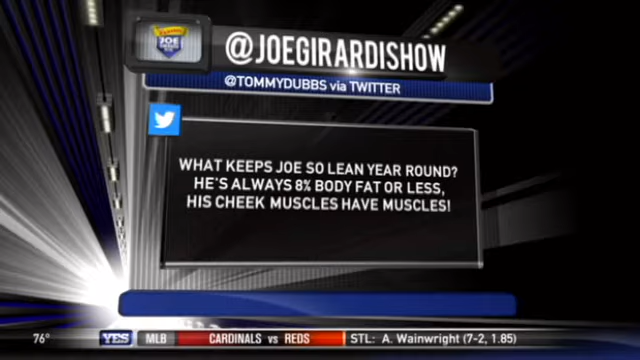 JOE
@JOEGIRARDISHOW
@TOMMYDUBBS via TWITTER
WHAT KEEPS JOE SO LEAN YEAR ROUND?
HE'S ALWAYS 8% BODY FAT OR LESS,
HIS CHEEK MUSCLES HAVE MUSCLES!
76° YES MLB CARDINALS vs REDS STL: A. Wainwright (7-2, 1.85)